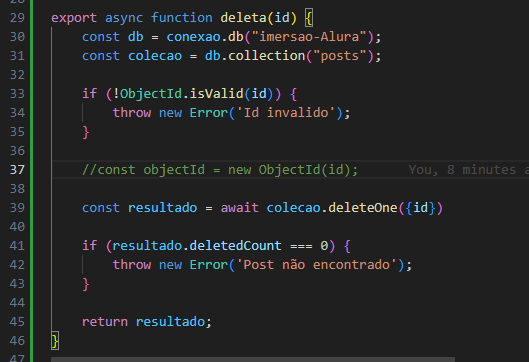 29 export async function deleta(id) {
30 const db = conexao.db("imersao-Alura");
31 const colecao = db.collection("posts");
32
33 if (!ObjectId.isValid(id)) {
34 throw new Error('Id invalido');
35 }
36
37 //const objectId = new ObjectId(id); You, 8 minutes a
38
39 const resultado = await colecao.deleteOne({id})
40
41 if (resultado.deletedCount === 0) {
42 throw new Error('Post não encontrado');
43 }
44
45 return resultado;
46 }
47